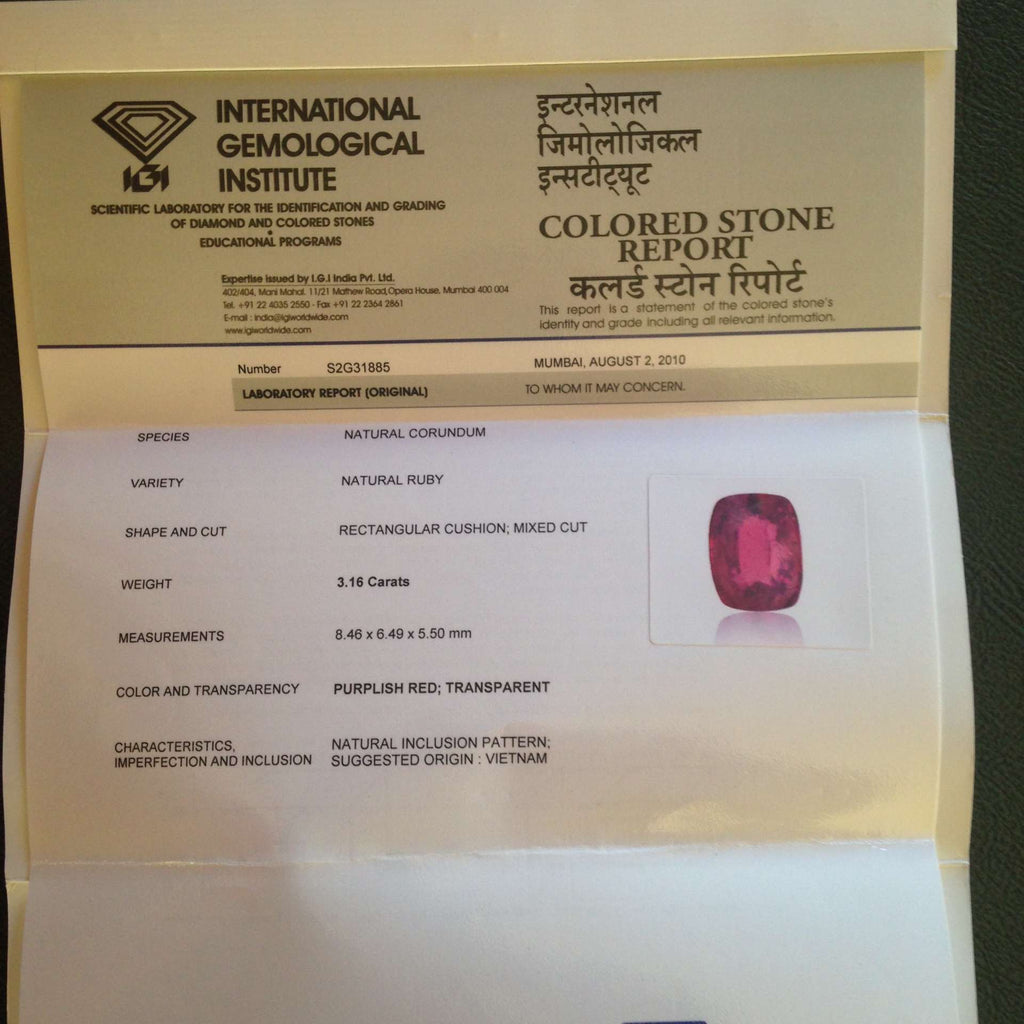 INTERNATIONAL
GEMOLOGICAL
INSTITUTE
IGI
SCIENTIFIC LABORATORY FOR THE IDENTIFICATION AND GRADING
OF DIAMOND AND COLORED STONES
•
EDUCATIONAL PROGRAMS
Expertise issued by I.G.I India Pvt. Ltd.
402/404, Mani Mahal, 11/21 Mathew Road,Opera House, Mumbai 400 004
Tel. +91 22 4035 2550 - Fax +91 22 2364 2861
E-mail : india@igiworldwide.com
www.igiworldwide.com
इन्टरनेशनल
जिमोलोजिकल
इन्सटीट्यूट
COLORED STONE
REPORT
कलर्ड स्टोन रिपोर्ट
This report is a statement of the colored stone's
identity and grade including all relevant information.
Number S2G31885 MUMBAI, AUGUST 2, 2010
LABORATORY REPORT (ORIGINAL) TO WHOM IT MAY CONCERN.
SPECIES NATURAL CORUNDUM
VARIETY NATURAL RUBY
SHAPE AND CUT RECTANGULAR CUSHION; MIXED CUT
WEIGHT 3.16 Carats
MEASUREMENTS 8.46 x 6.49 x 5.50 mm
COLOR AND TRANSPARENCY PURPLISH RED; TRANSPARENT
CHARACTERISTICS, NATURAL INCLUSION PATTERN;
IMPERFECTION AND INCLUSION SUGGESTED ORIGIN : VIETNAM